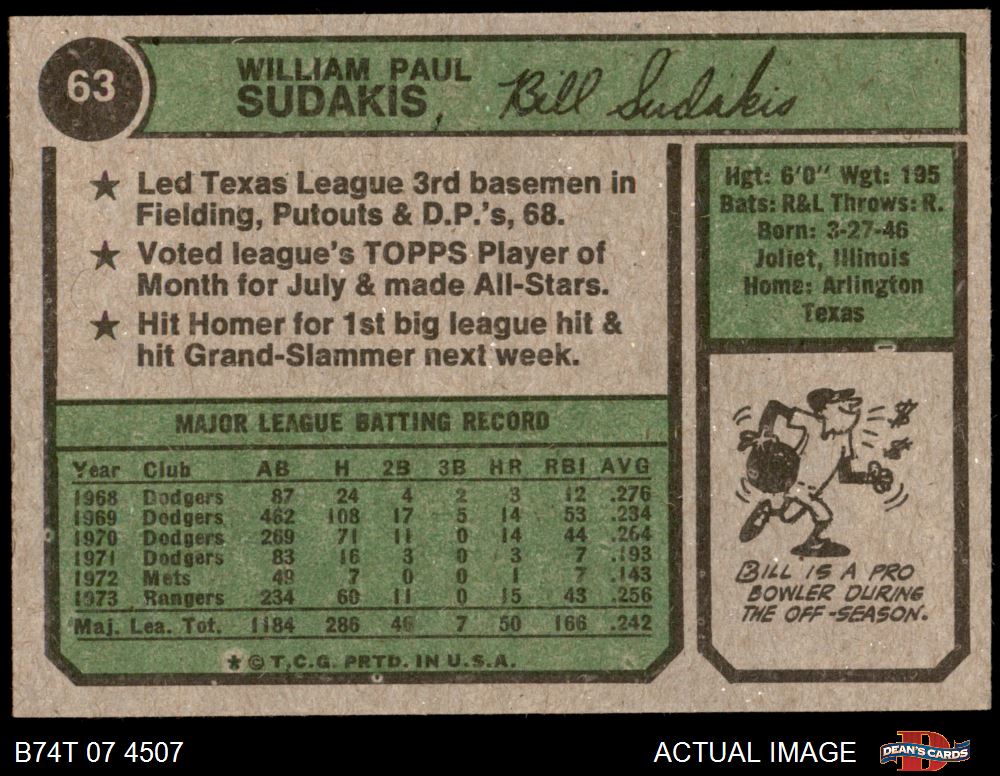 63
WILLIAM PAUL
SUDAKIS
Bill Sudakis
★ Led Texas League 3rd basemen in
Fielding, Putouts & D.P.'s, 68.
★ Voted league's TOPPS Player of
Month for July & made All-Stars.
★ Hit Homer for 1st big league hit &
hit Grand-Slammer next week.
Hgt: 6'0" Wgt: 195
Bats: R&L Throws: R.
Born: 3-27-46
Joliet, Illinois
Home: Arlington
Texas
MAJOR LEAGUE BATTING RECORD
Year Club AB H 2B 3B HR RBI AVG
1968 Dodgers 87 24 4 2 3 12 .276
1969 Dodgers 462 108 17 5 14 53 .234
1970 Dodgers 269 71 11 0 14 44 .264
1971 Dodgers 83 16 3 0 3 7 .193
1972 Mets 49 7 0 0 1 7 .143
1973 Rangers 234 60 11 0 15 43 .256
Maj. Lea. Tot. 1184 286 46 7 50 166 .242
★ © T.C.G. PRTD. IN U.S.A.
$
$
BILL IS A PRO
BOWLER DURING
THE OFF-SEASON.
B74T 07 4507
ACTUAL IMAGE
D
DEAN'S CARDS